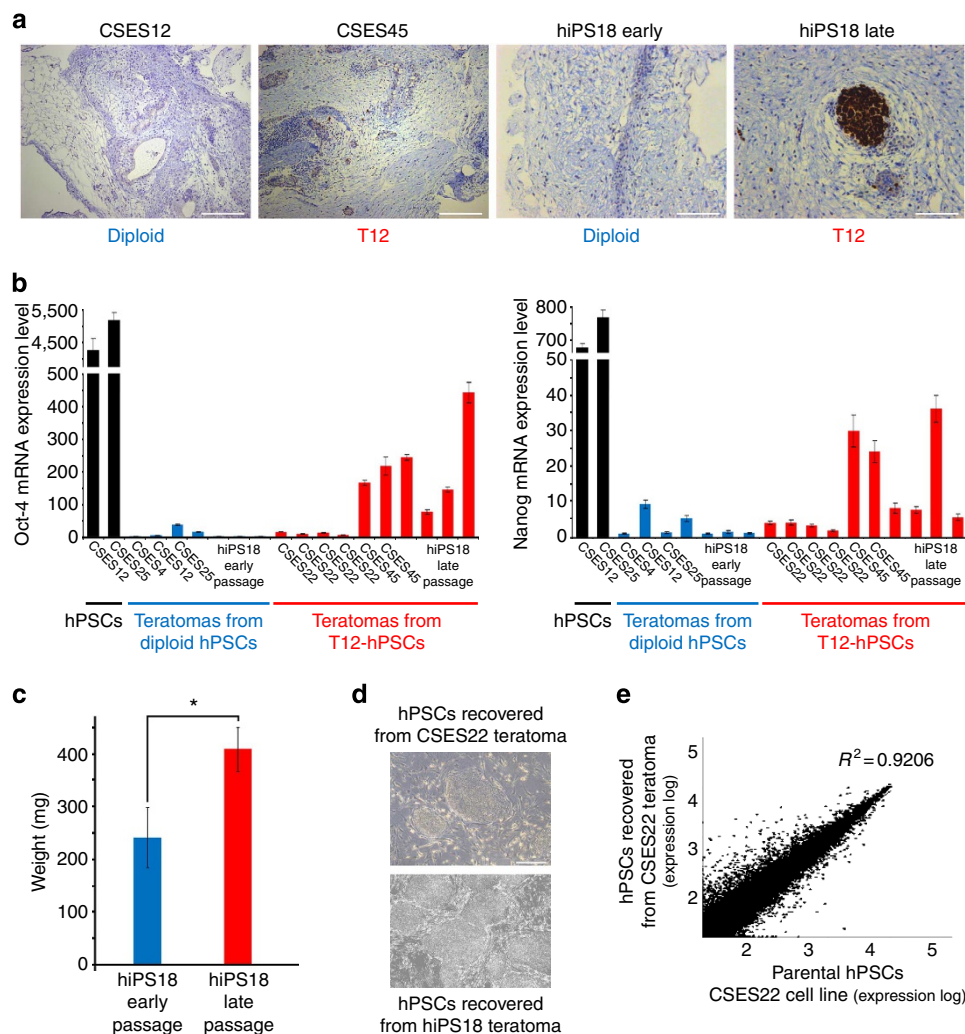 a
CSES12
CSES45
hiPS18 early
hiPS18 late
Diploid
T12
Diploid
T12
b
Oct-4 mRNA expression level
5,500
4,500
500
400
300
200
100
0
CSES12
CSES25
CSES4
CSES12
CSES25
hiPS18
early
passage
CSES22
CSES22
CSES22
CSES22
CSES45
CSES45
hiPS18
late
passage
hPSCs
Teratomas from
diploid hPSCs
Teratomas from
T12-hPSCs
Nanog mRNA expression level
800
700
50
40
30
20
10
0
CSES12
CSES25
CSES4
CSES12
CSES25
hiPS18
early
passage
CSES22
CSES22
CSES22
CSES22
CSES45
CSES45
hiPS18
late
passage
hPSCs
Teratomas from
diploid hPSCs
Teratomas from
T12-hPSCs
c
Weight (mg)
400
300
200
100
0
*
hiPS18
early
passage
hiPS18
late
passage
d
hPSCs recovered
from CSES22 teratoma
hPSCs recovered
from hiPS18 teratoma
e
hPSCs recovered
from CSES22 teratoma
(expression log)
5
4
3
2
R² = 0.9206
2
3
4
5
Parental hPSCs
CSES22 cell line (expression log)